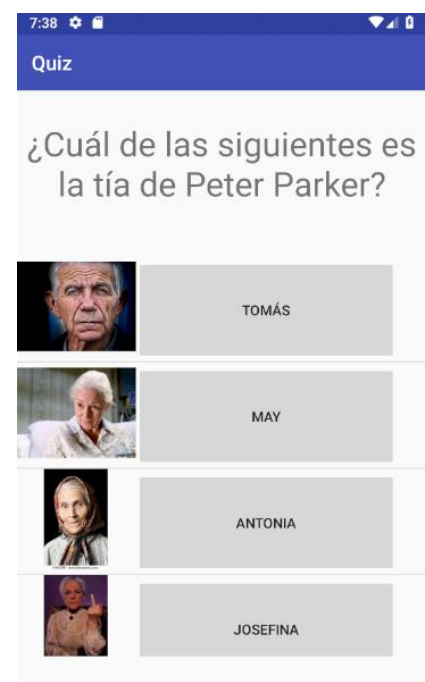 7:38
Quiz
¿Cuál de las siguientes es
la tía de Peter Parker?
TOMÁS
MAY
ANTONIA
JOSEFINA